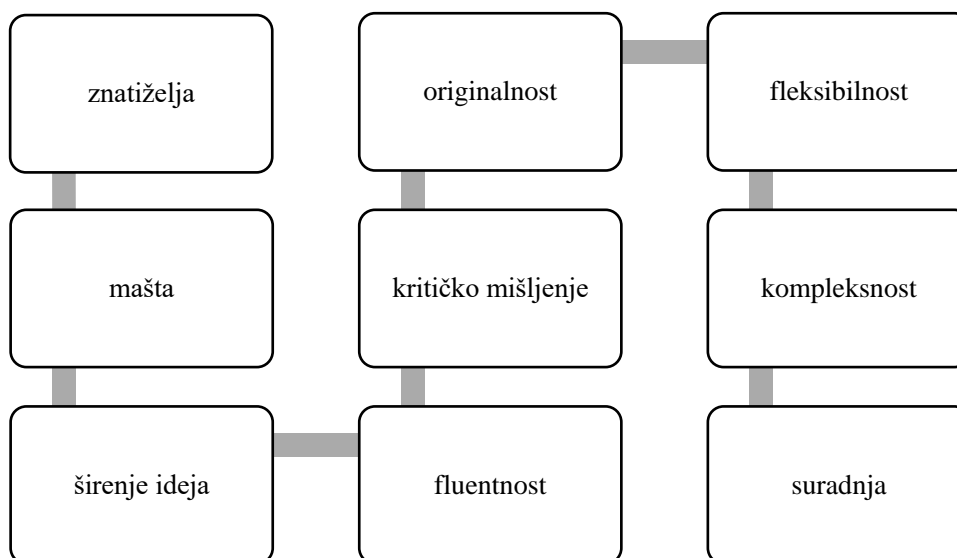 znatiželja
mašta
širenje ideja
fluentnost
kritičko mišljenje
originalnost
fleksibilnost
kompleksnost
suradnja